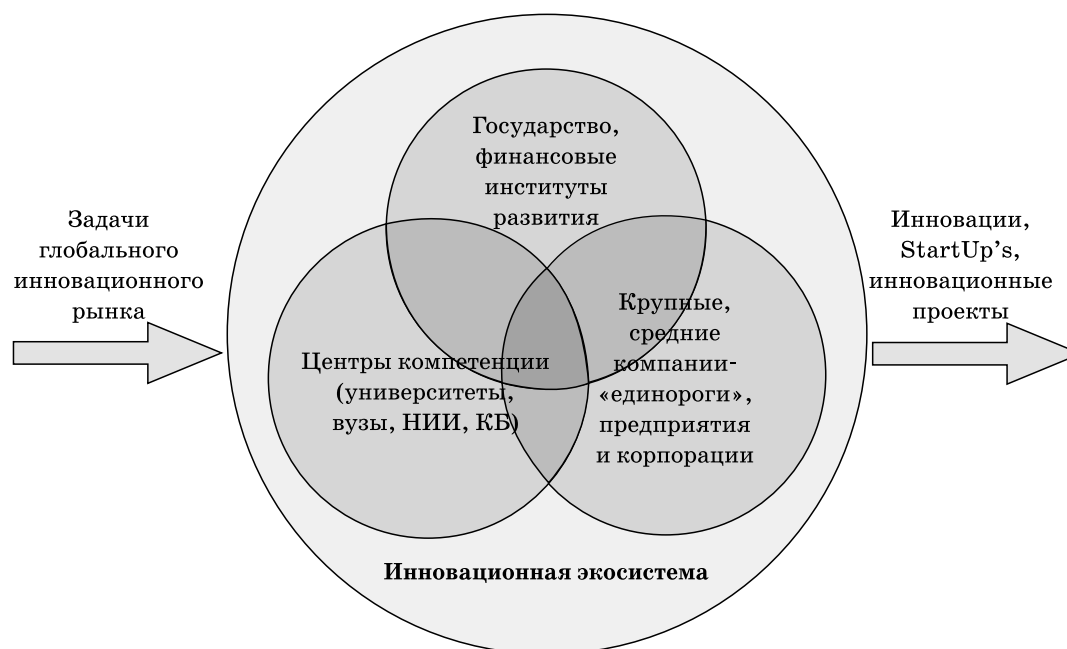 Задачи
глобального
инновационного
рынка
Государство,
финансовые
институты
развития
Центры компетенции
(университеты,
вузы, НИИ, КБ)
Крупные,
средние
компании-
«единороги»,
предприятия
и корпорации
Инновационная экосистема
Инновации,
StartUp’s,
инновационные
проекты